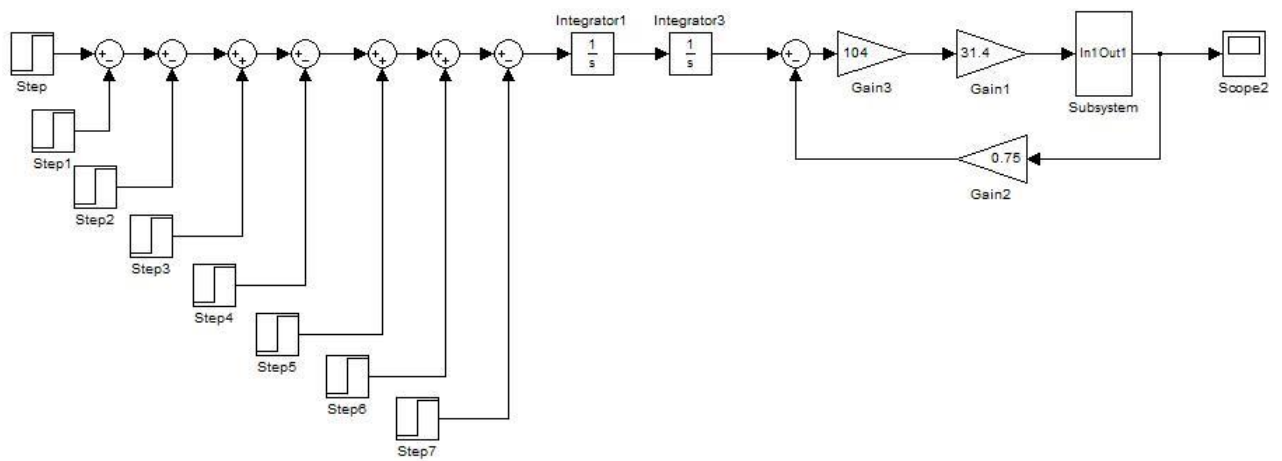 Step
Step1
Step2
Step3
Step4
Step5
Step6
Step7
Integrator1
1
s
Integrator3
1
s
104
Gain3
31.4
Gain1
In1 Out1
Subsystem
Scope2
0.75
Gain2